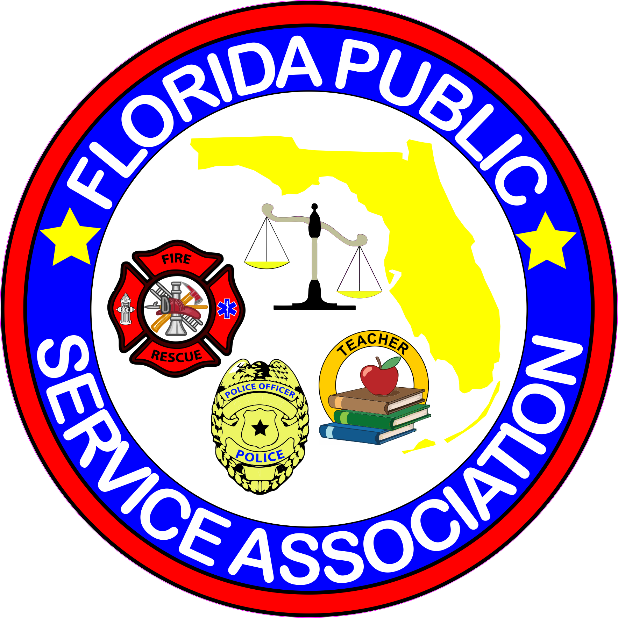 FLORIDA PUBLIC
SERVICE ASSOCIATION
FIRE
RESCUE
POLICE OFFICER
POLICE
TEACHER